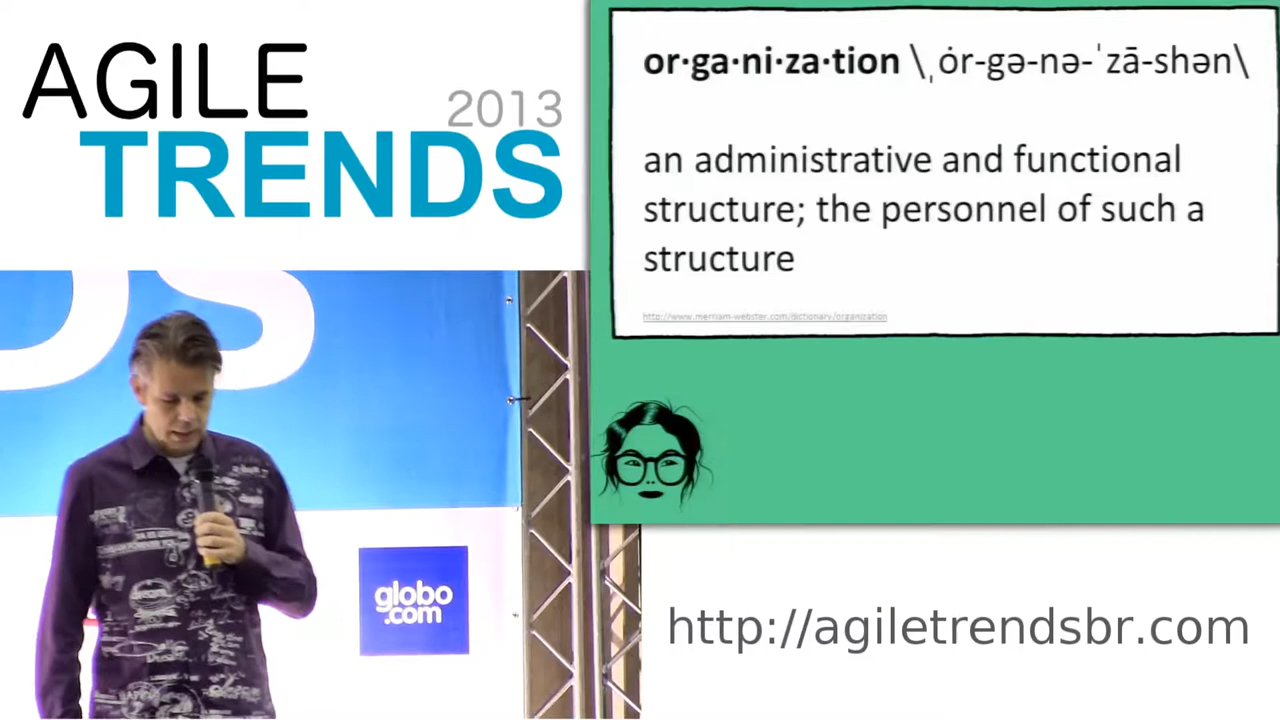 AGILE
2013
TRENDS
or·ga·ni·za·tion \ˌȯr-gə-nə-ˈzā-shən\
an administrative and functional
structure; the personnel of such a
structure
http://www.merriam-webster.com/dictionary/organization
DS
globo
.com
http://agiletrendsbr.com